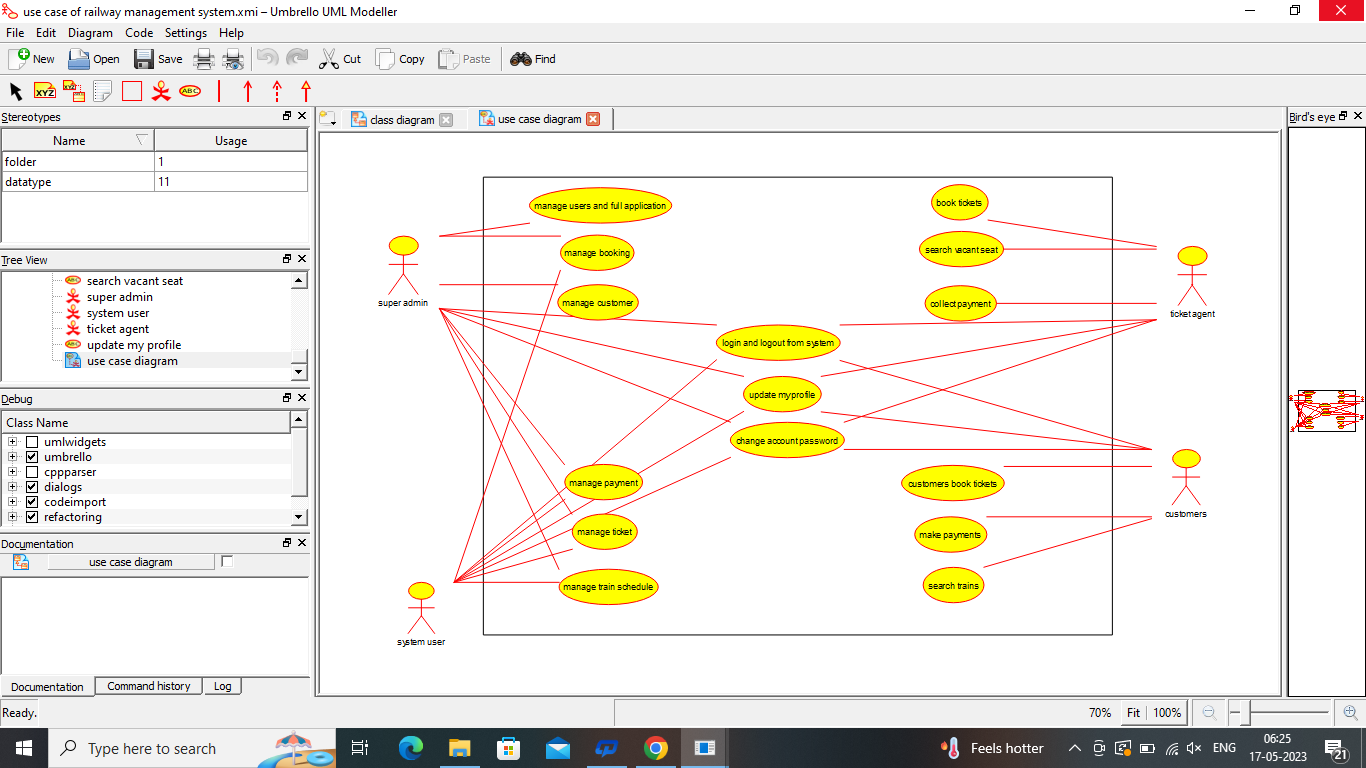 use case of railway management system.xmi – Umbrello UML Modeller
File Edit Diagram Code Settings Help
New Open Save Cut Copy Paste Find
XYZ XYZ ABC
Stereotypes
Name Usage
folder 1
datatype 11
Tree View
search vacant seat
super admin
system user
ticket agent
update my profile
use case diagram
Debug
Class Name
umlwidgets
umbrello
cppparser
dialogs
codeimport
refactoring
Documentation
use case diagram
Documentation Command history Log
class diagram use case diagram
Bird's eye
manage users and full application
book tickets
manage booking
search vacant seat
super admin
manage customer
collect payment
ticket agent
login and logout from system
update my profile
change account password
manage payment
customers book tickets
customers
manage ticket
make payments
manage train schedule
search trains
system user
Ready.
70% Fit 100%
Type here to search
Feels hotter
ENG
06:25
17-05-2023
21